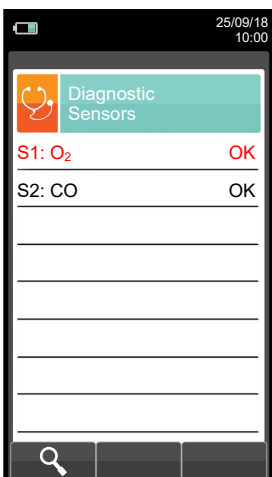 25/09/18
10:00
Diagnostic
Sensors
S1: O₂ OK
S2: CO OK